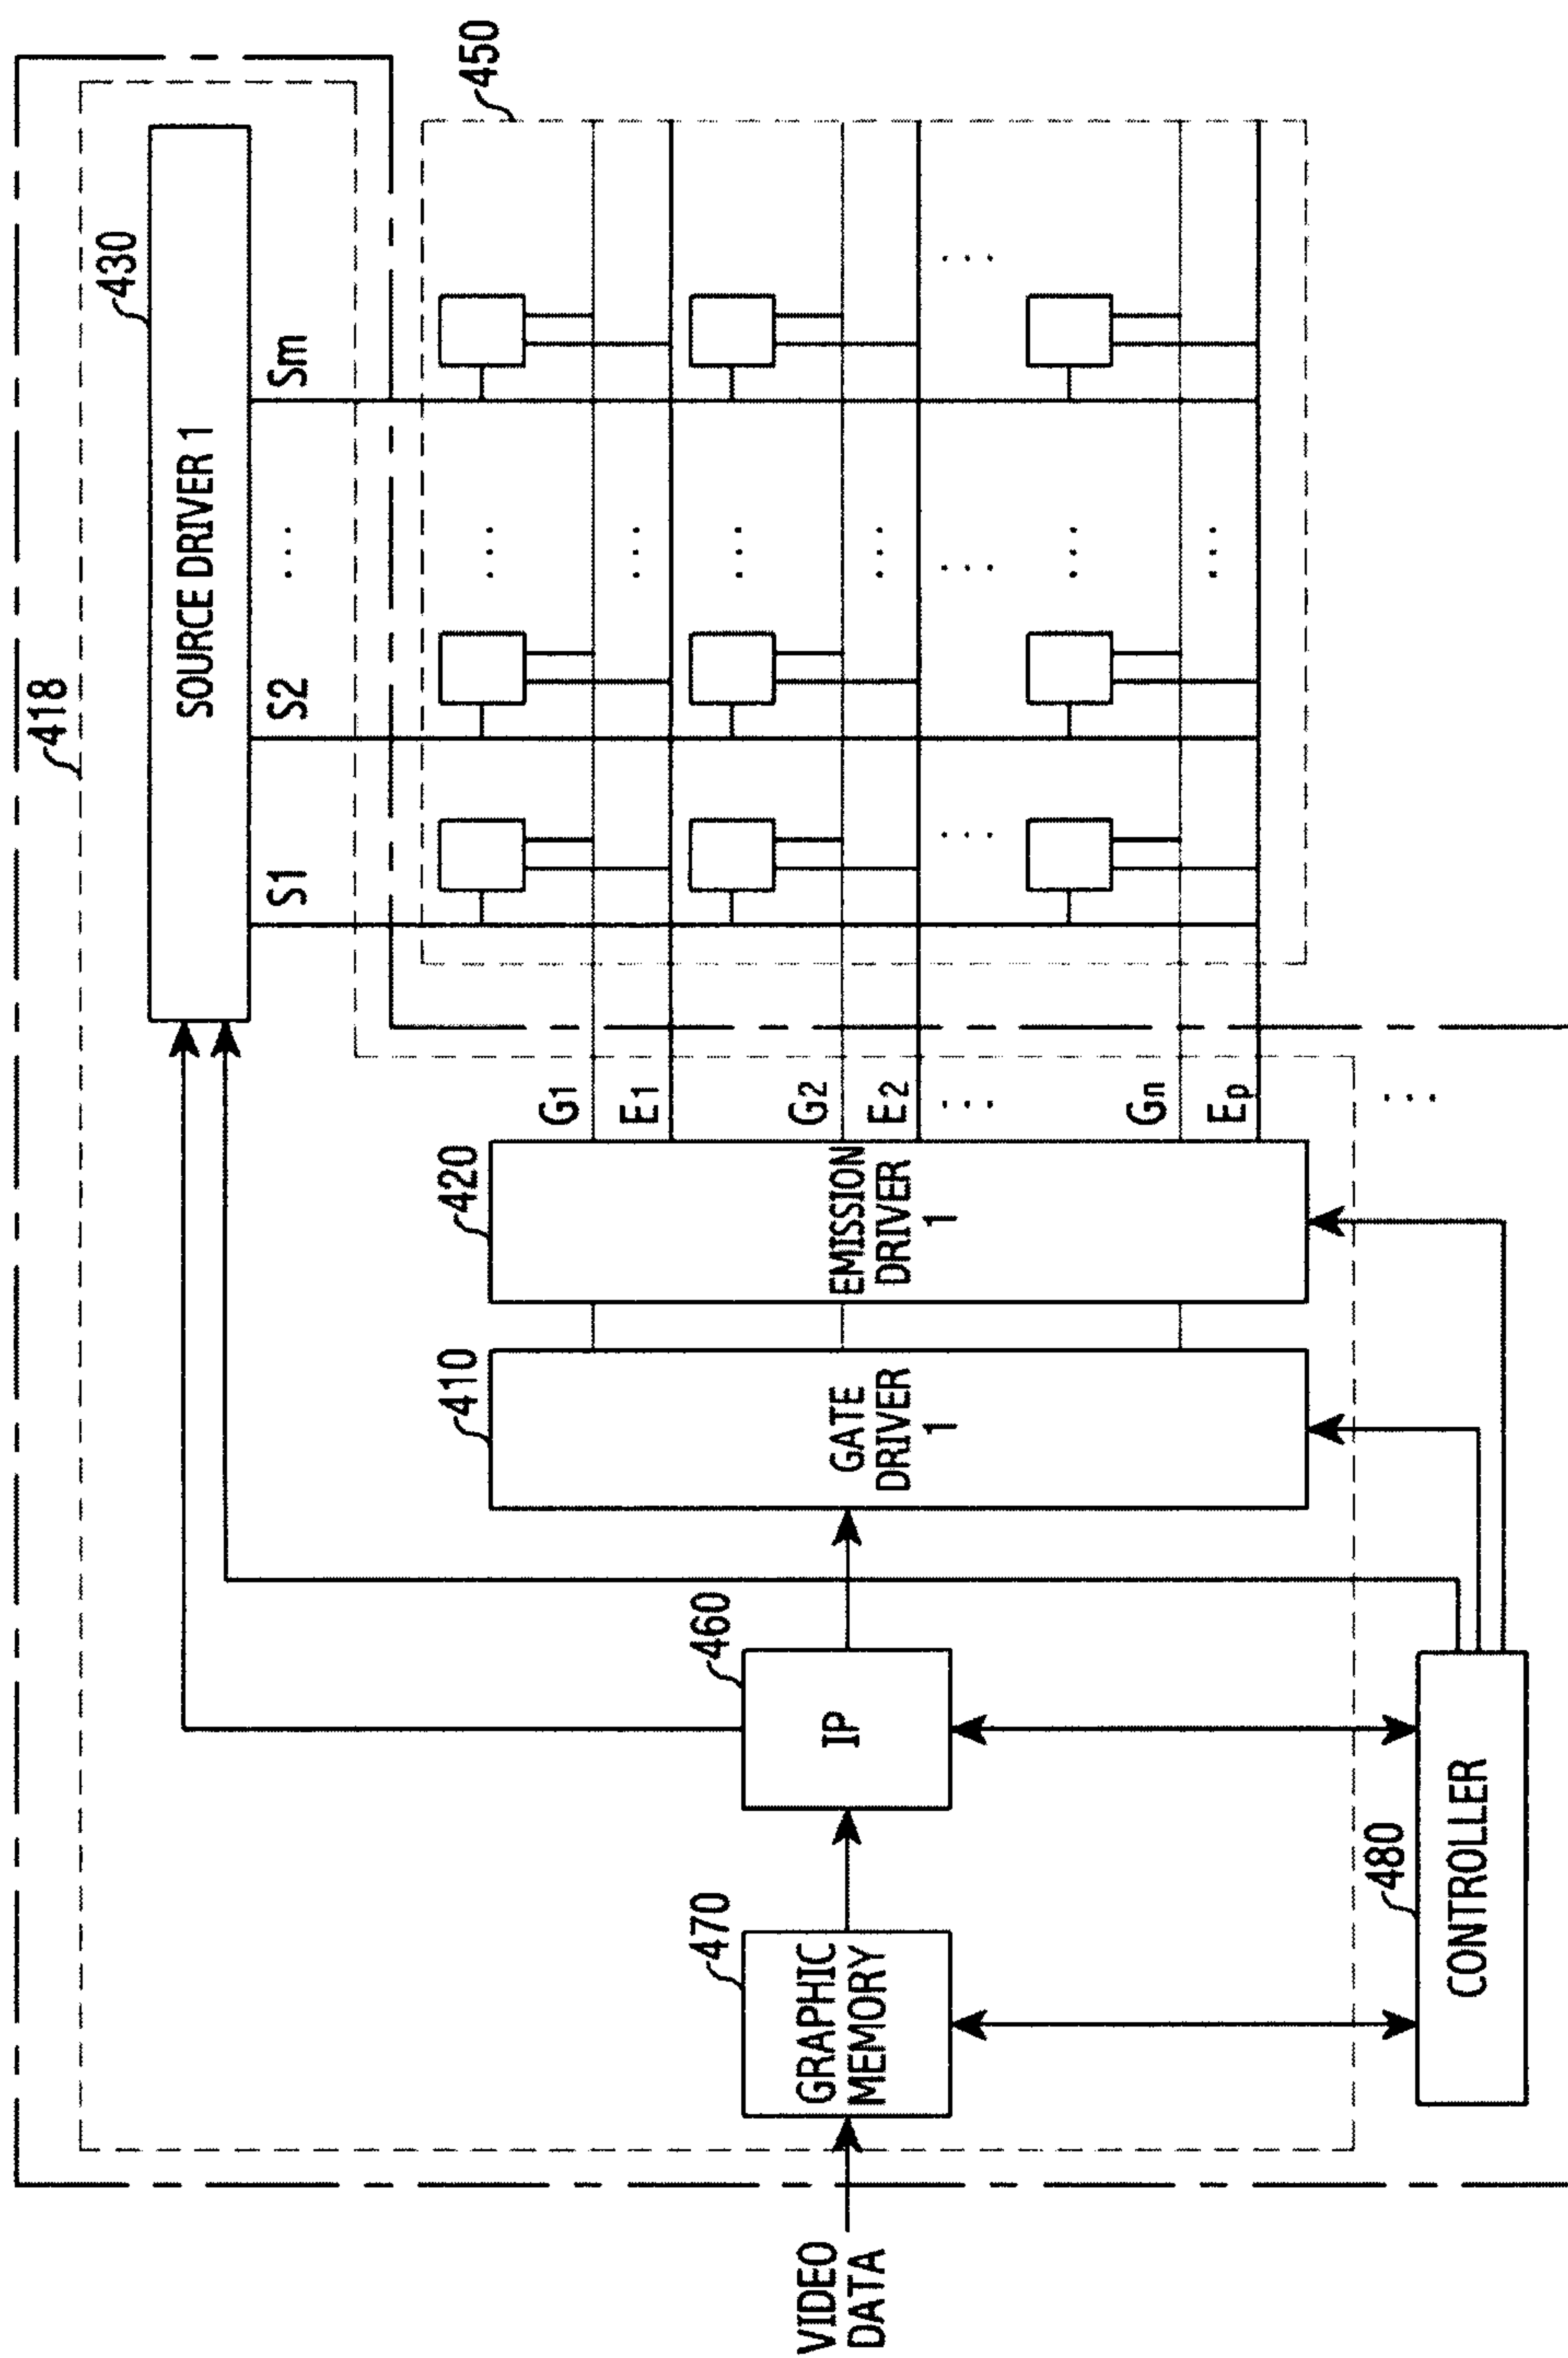 418
430
SOURCE DRIVER 1
S1
S2
...
Sm
450
VIDEO
DATA
470
GRAPHIC
MEMORY
460
IP
410
GATE
DRIVER
1
420
EMISSION
DRIVER
1
G1
E1
G2
E2
...
Gn
Ep
...
480
CONTROLLER